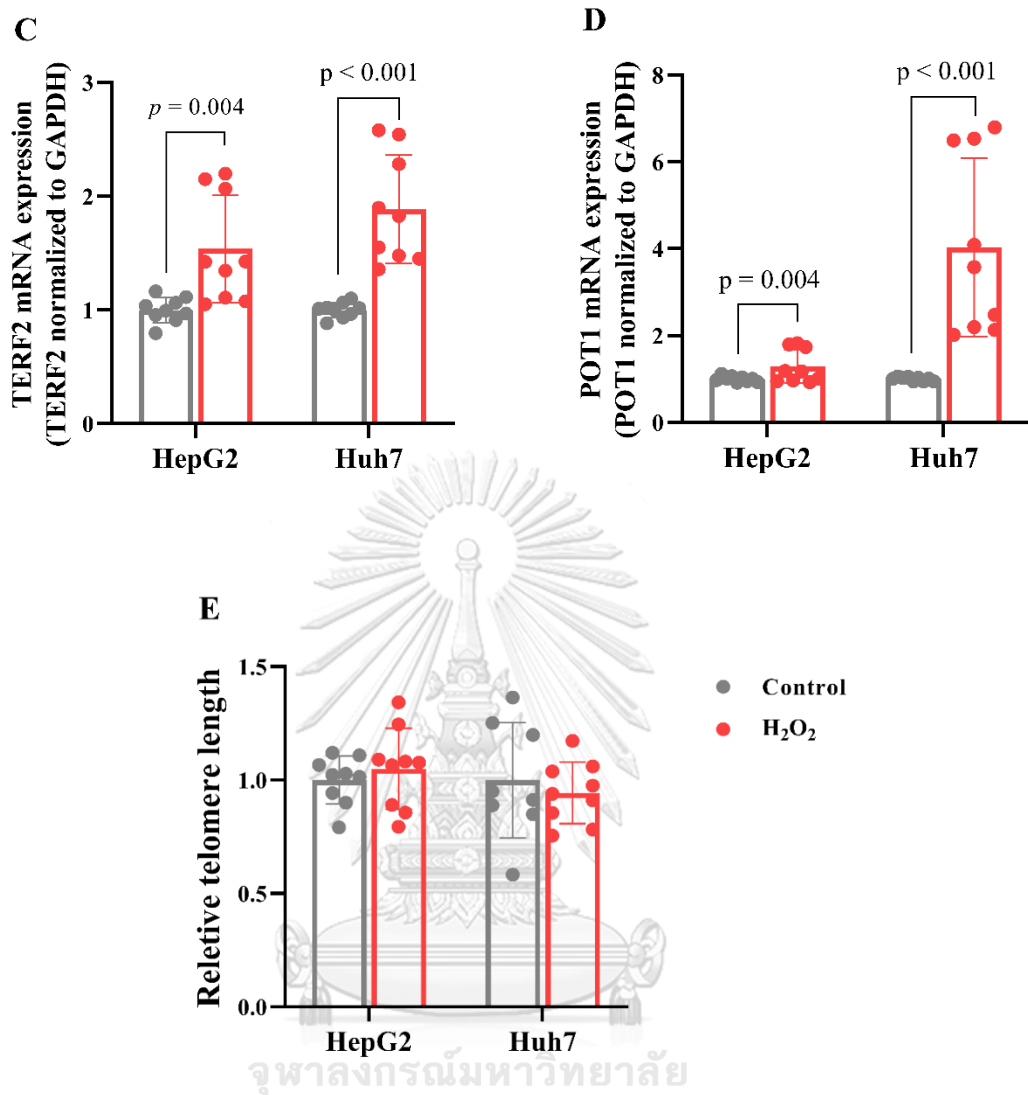 C
TERF2 mRNA expression
(TERF2 normalized to GAPDH)
3
2
1
0
p = 0.004
p < 0.001
HepG2
Huh7
D
POT1 mRNA expression
(POT1 normalized to GAPDH)
8
6
4
2
0
p = 0.004
p < 0.001
HepG2
Huh7
E
Reletive telomere length
1.5
1.0
0.5
0.0
HepG2
Huh7
Control
H₂O₂
จุฬาลงกรณ์มหาวิทยาลัย